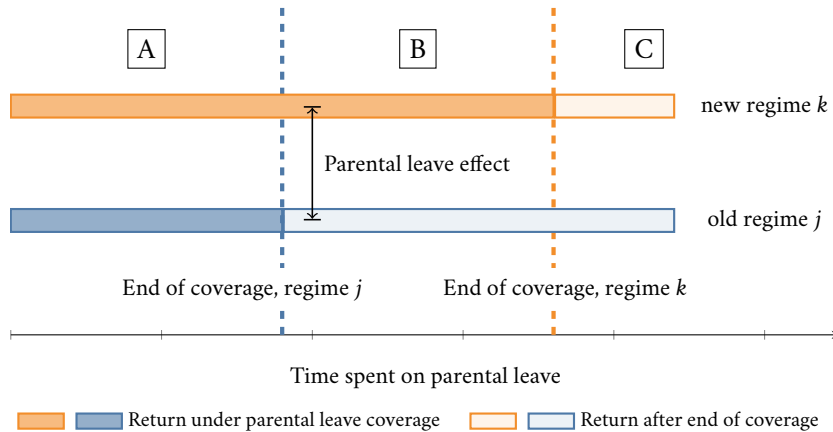 A
B
C
new regime k
Parental leave effect
old regime j
End of coverage, regime j
End of coverage, regime k
Time spent on parental leave
Return under parental leave coverage
Return after end of coverage